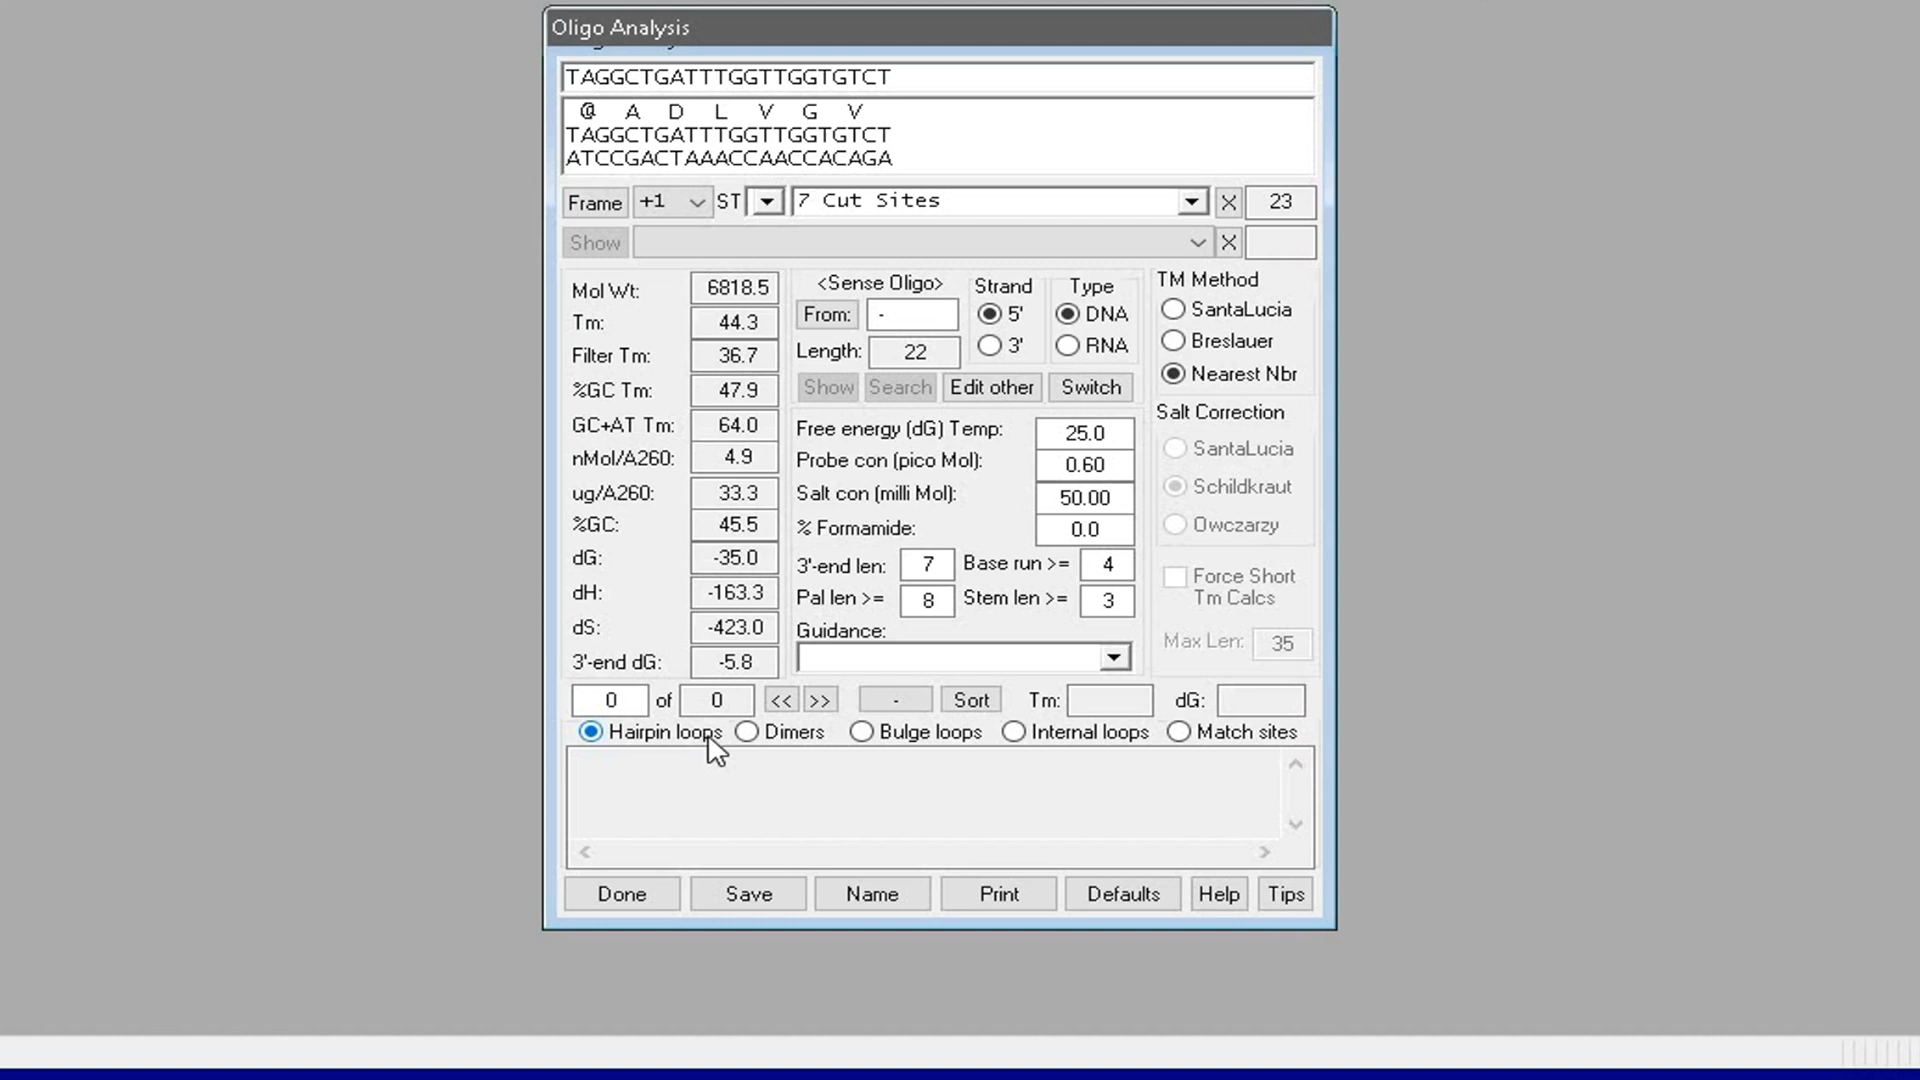 Oligo Analysis
TAGGCTGATTTGGTTGGTGTCT
@ A D L V G V
TAGGCTGATTTGGTTGGTGTCT
ATCCGACTAAACCAACCACAGA
Frame +1 ST 7 Cut Sites X 23
Show X
Mol Wt: 6818.5
Tm: 44.3
Filter Tm: 36.7
%GC Tm: 47.9
GC+AT Tm: 64.0
nMol/A260: 4.9
ug/A260: 33.3
%GC: 45.5
dG: -35.0
dH: -163.3
dS: -423.0
3'-end dG: -5.8
<Sense Oligo>
From: -
Length: 22
Strand
5'
3'
Type
DNA
RNA
Show Search Edit other Switch
Free energy (dG) Temp: 25.0
Probe con (pico Mol): 0.60
Salt con (milli Mol): 50.00
% Formamide: 0.0
3'-end len: 7 Base run >= 4
Pal len >= 8 Stem len >= 3
Guidance:
TM Method
SantaLucia
Breslauer
Nearest Nbr
Salt Correction
SantaLucia
Schildkraut
Owczarzy
Force Short
Tm Calcs
Max Len: 35
0 of 0 << >> - Sort Tm: dG:
Hairpin loops Dimers Bulge loops Internal loops Match sites
Done Save Name Print Defaults Help Tips